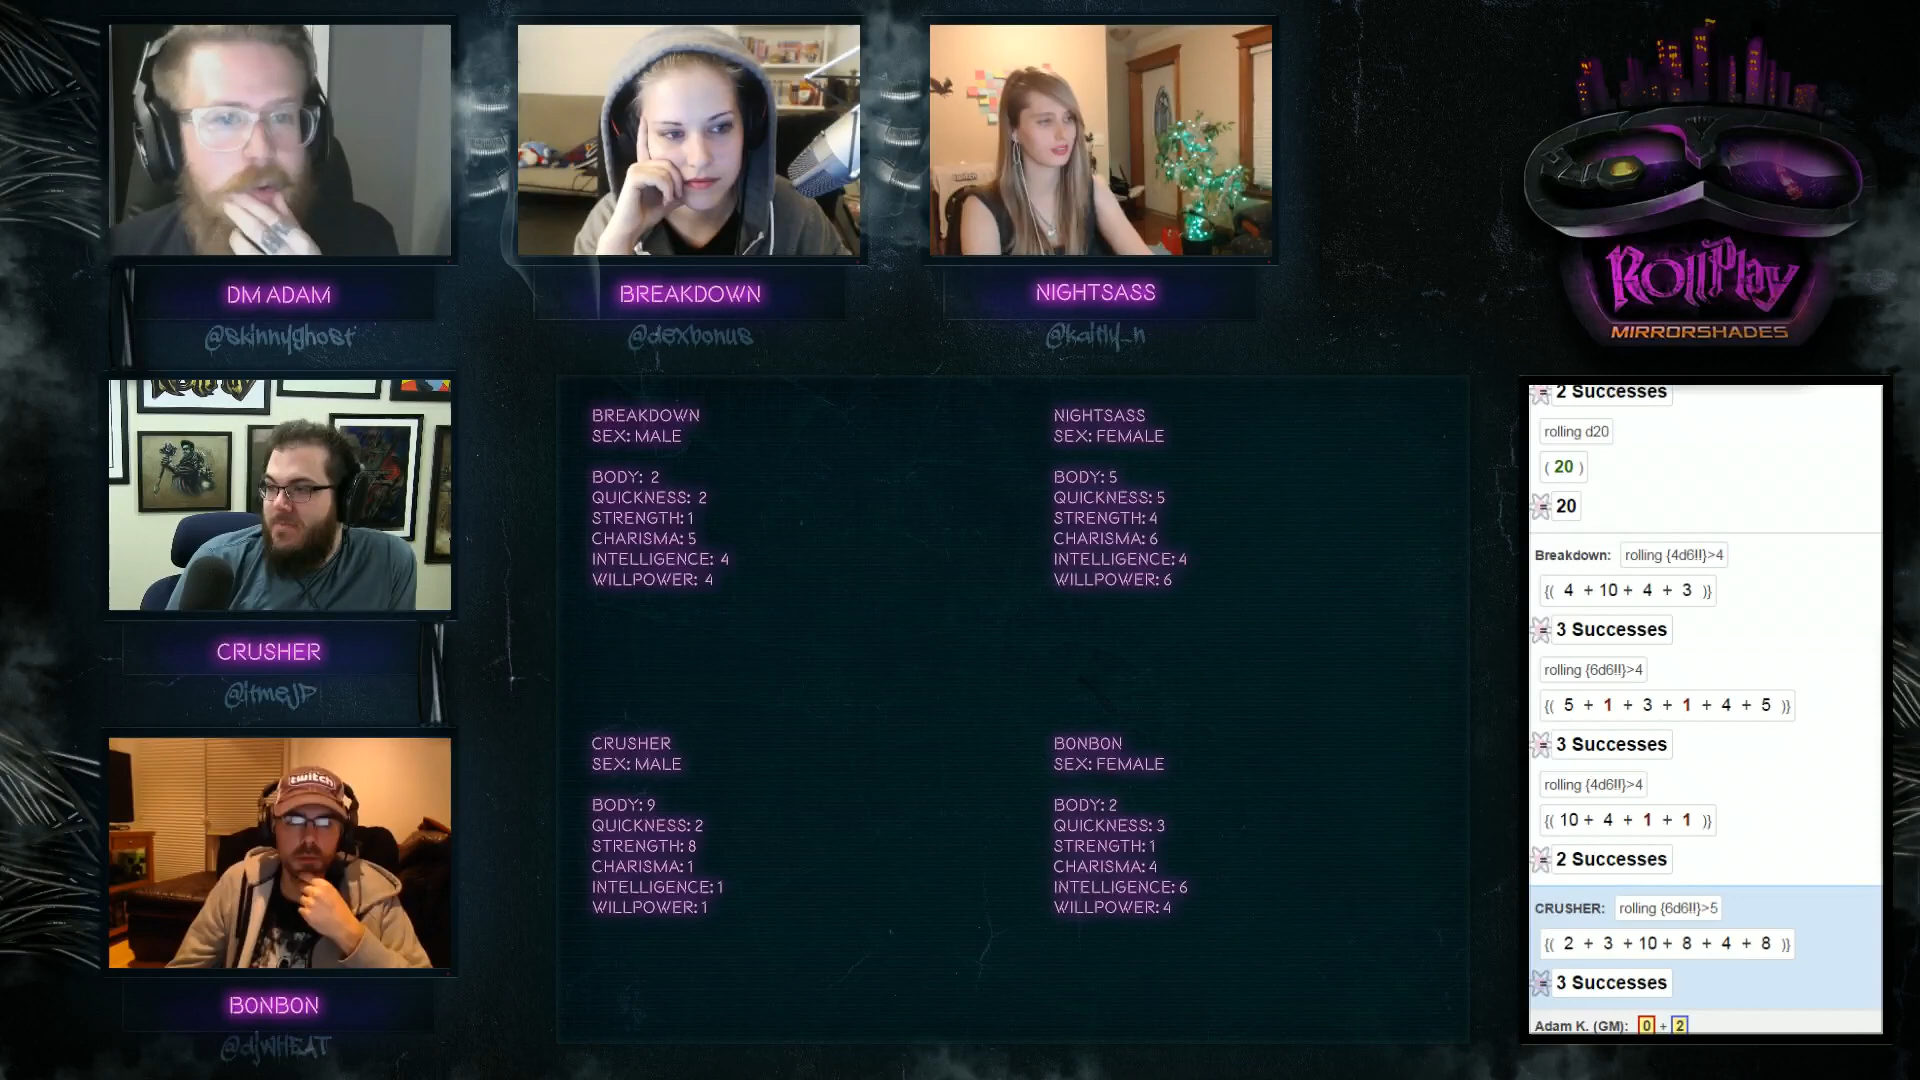 DM ADAM
@skinnyghost
BREAKDOWN
@dexbonus
NIGHTSASS
@kaitly_n
RollPlay
MIRRORSHADES
CRUSHER
@itmeJP
twitch
BONBON
@djWHEAT
BREAKDOWN
SEX: MALE
BODY: 2
QUICKNESS: 2
STRENGTH: 1
CHARISMA: 5
INTELLIGENCE: 4
WILLPOWER: 4
NIGHTSASS
SEX: FEMALE
BODY: 5
QUICKNESS: 5
STRENGTH: 4
CHARISMA: 6
INTELLIGENCE: 4
WILLPOWER: 6
CRUSHER
SEX: MALE
BODY: 9
QUICKNESS: 2
STRENGTH: 8
CHARISMA: 1
INTELLIGENCE: 1
WILLPOWER: 1
BONBON
SEX: FEMALE
BODY: 2
QUICKNESS: 3
STRENGTH: 1
CHARISMA: 4
INTELLIGENCE: 6
WILLPOWER: 4
= 2 Successes
rolling d20
( 20 )
= 20
Breakdown: rolling {4d6!!}>4
{( 4 + 10 + 4 + 3 )}
= 3 Successes
rolling {6d6!!}>4
{( 5 + 1 + 3 + 1 + 4 + 5 )}
= 3 Successes
rolling {4d6!!}>4
{( 10 + 4 + 1 + 1 )}
= 2 Successes
CRUSHER: rolling {6d6!!}>5
{( 2 + 3 + 10 + 8 + 4 + 8 )}
= 3 Successes
Adam K. (GM): 0 + 2